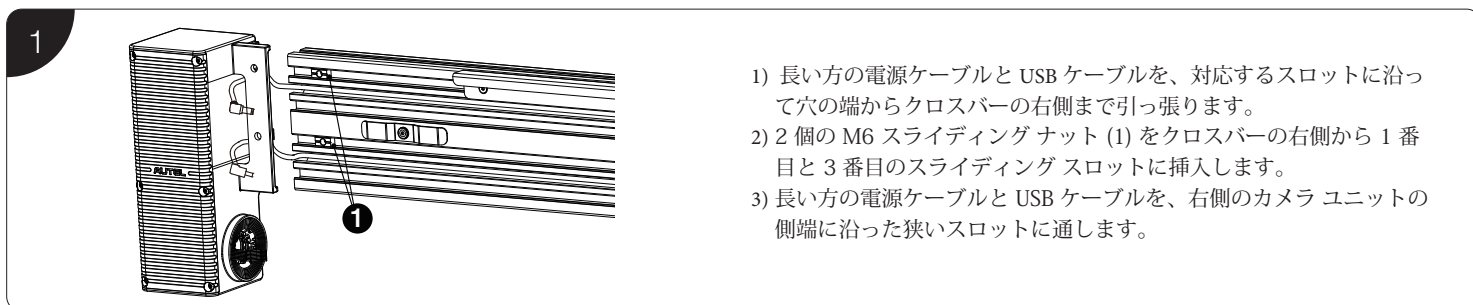 1
AUTEL
1
1) 長い方の電源ケーブルと USB ケーブルを、対応するスロットに沿っ
て穴の端からクロスバーの右側まで引っ張ります。
2) 2 個の M6 スライディング ナット (1) をクロスバーの右側から 1 番
目と 3 番目のスライディング スロットに挿入します。
3) 長い方の電源ケーブルと USB ケーブルを、右側のカメラ ユニットの
側端に沿った狭いスロットに通します。